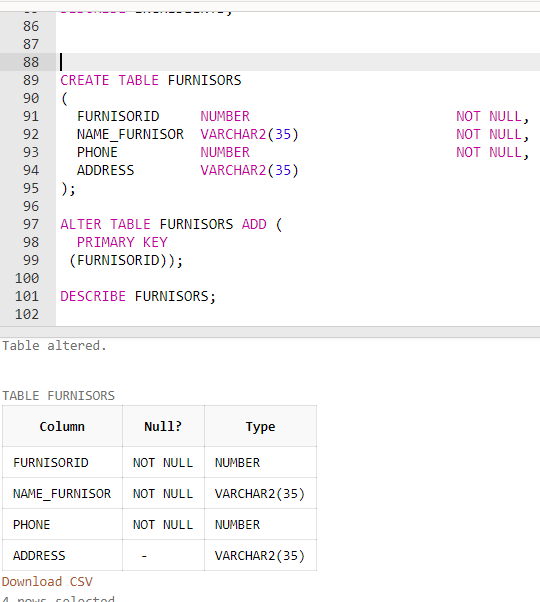 86
87
88
89 CREATE TABLE FURNISORS
90 (
91 FURNISORID NUMBER NOT NULL,
92 NAME_FURNISOR VARCHAR2(35) NOT NULL,
93 PHONE NUMBER NOT NULL,
94 ADDRESS VARCHAR2(35)
95 );
96
97 ALTER TABLE FURNISORS ADD (
98 PRIMARY KEY
99 (FURNISORID));
100
101 DESCRIBE FURNISORS;
102
Table altered.
TABLE FURNISORS
Column Null? Type
FURNISORID NOT NULL NUMBER
NAME_FURNISOR NOT NULL VARCHAR2(35)
PHONE NOT NULL NUMBER
ADDRESS - VARCHAR2(35)
Download CSV
4 rows selected